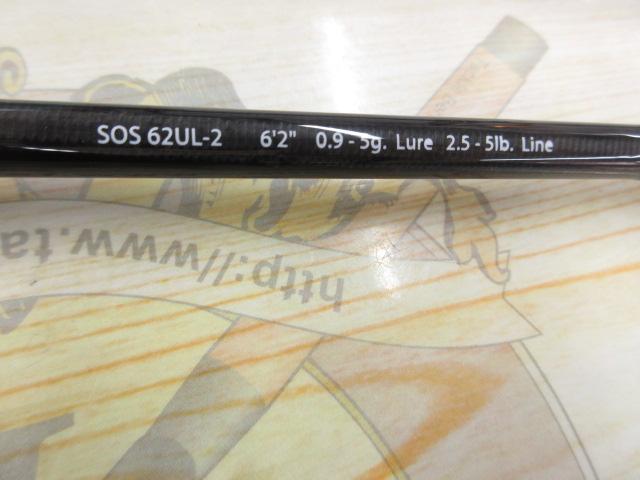 SOS 62UL-2 6'2" 0.9 - 5g. Lure 2.5 - 5lb. Line
http://www.ta